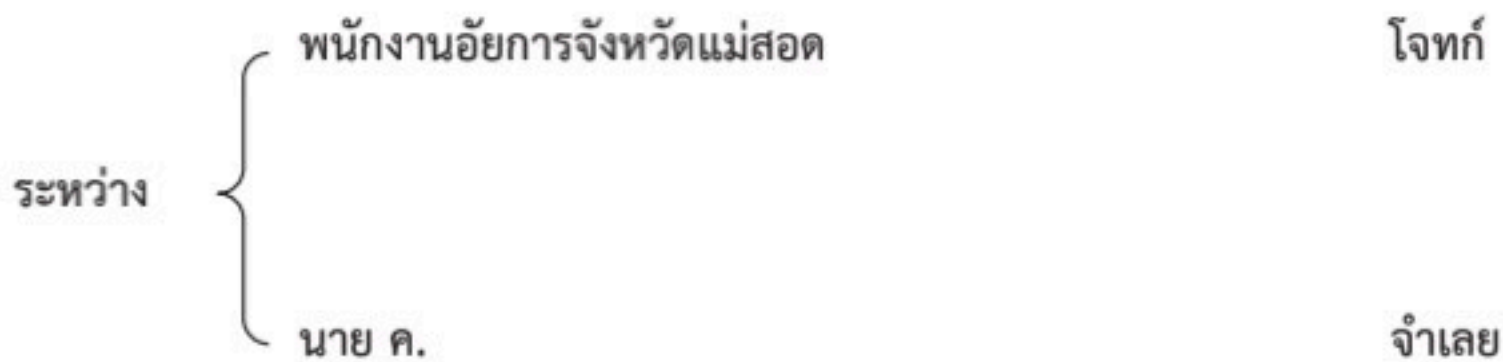 พนักงานอัยการจังหวัดแม่สอด โจทก์
ระหว่าง
นาย ค. จำเลย